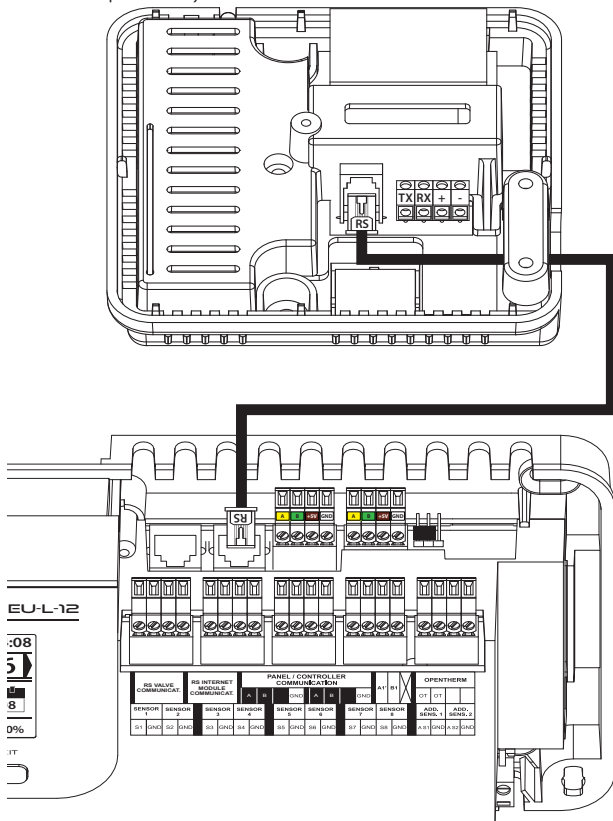 TX RX + -
RS
RS
A B +5V GND A B +5V GND
EU-L-12
:08
RS VALVE COMMUNICAT.
RS INTERNET MODULE COMMUNICAT.
PANEL / CONTROLLER COMMUNICATION
A B GND A B GND
A1' B1
OPENTHERM
OT OT
SENSOR 1
SENSOR 2
SENSOR 3
SENSOR 4
SENSOR 5
SENSOR 6
SENSOR 7
SENSOR 8
ADD. SENS. 1
ADD. SENS. 2
S1 GND S2 GND S3 GND S4 GND S5 GND S6 GND S7 GND S8 GND A S1 GND A S2 GND
8
0%